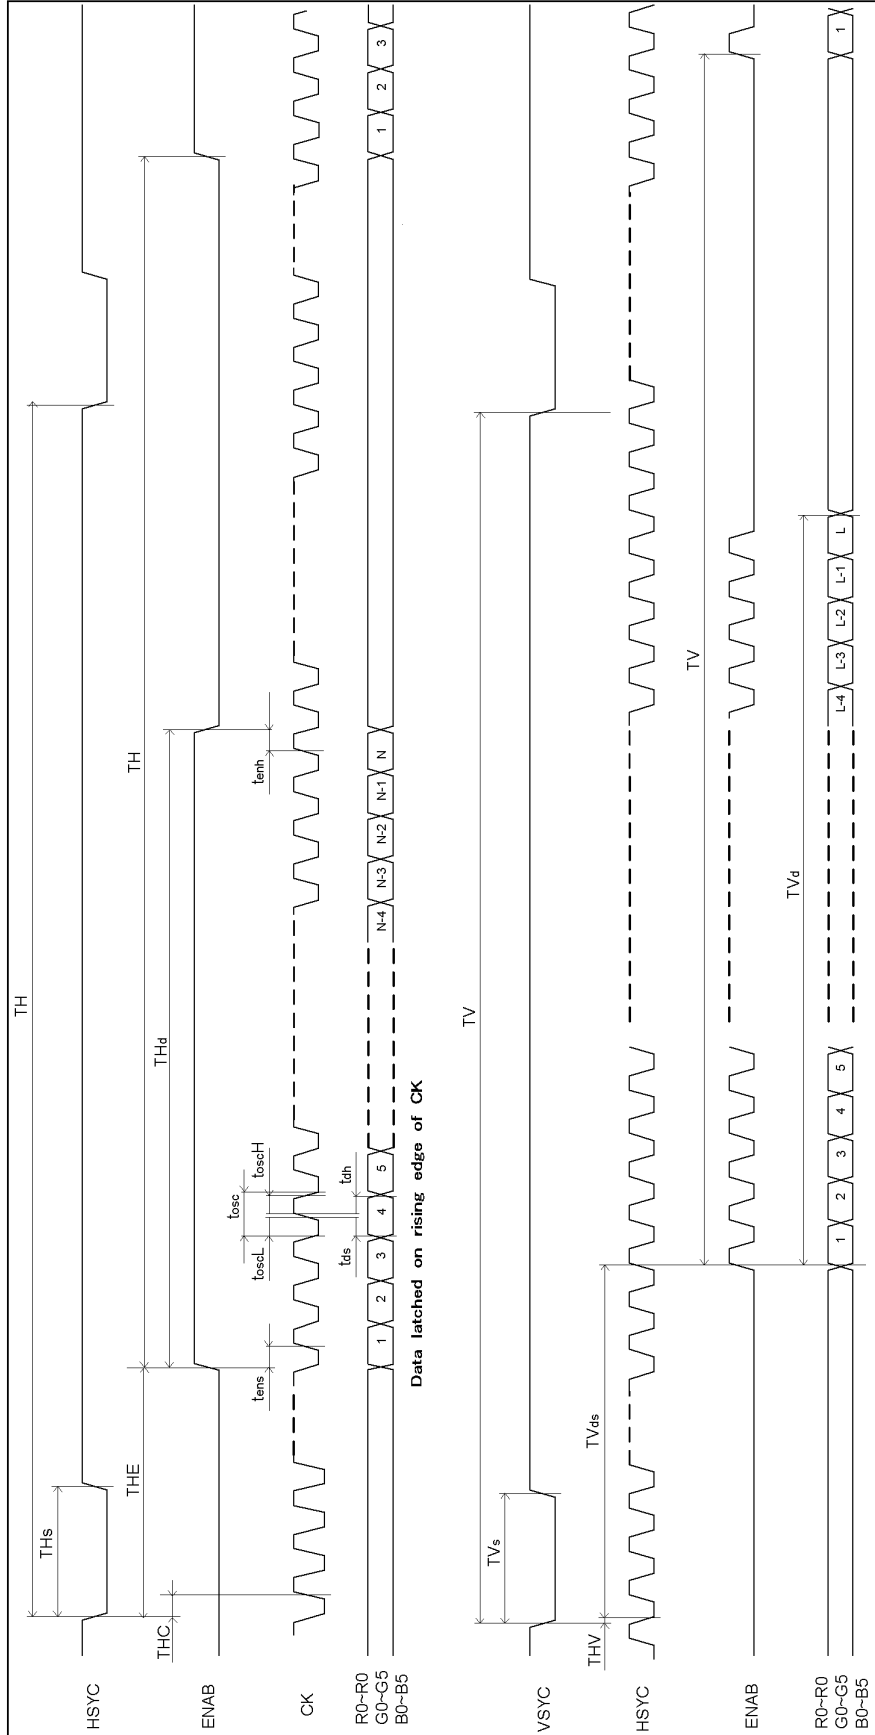 TH
HSYC
THs
THE
TH
ENAB
THC
THd
tens
toscL
tosc
toscH
tenh
CK
tds
tdh
R0~R0
G0~G5
B0~B5
1
2
3
4
5
N-4
N-3
N-2
N-1
N
1
2
3
Data latched on rising edge of CK
TV
VSYC
TVs
THV
TVds
HSYC
TV
ENAB
TVd
R0~R0
G0~G5
B0~B5
1
2
3
4
5
L-4
L-3
L-2
L-1
L
1